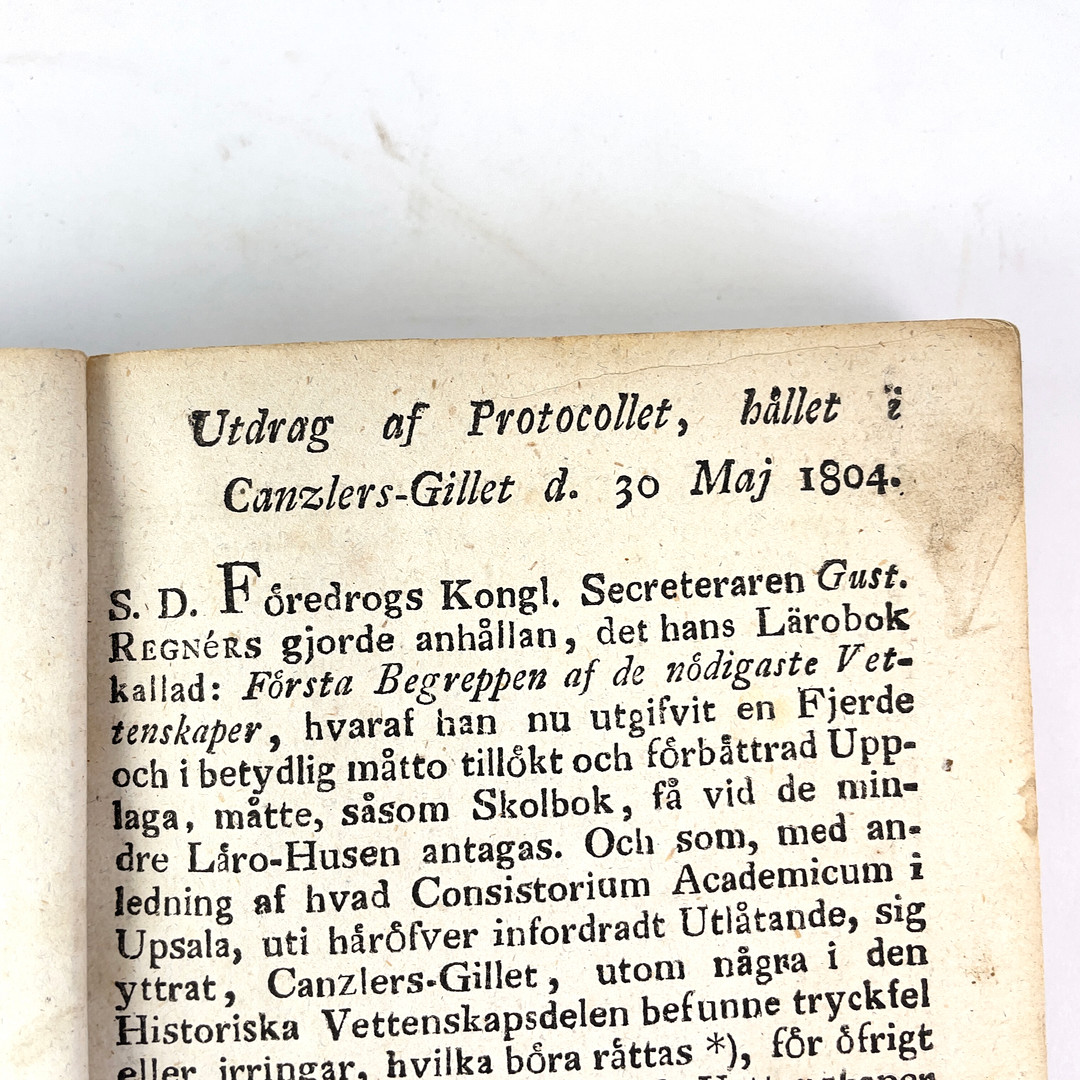 Utdrag af Protocollet, hållet i
Canzlers-Gillet d. 30 Maj 1804.
S. D. Föredrogs Kongl. Secreteraren Gust.
REGNéRS gjorde anhållan, det hans Lärobok
kallad: Första Begreppen af de nödigaste Vet-
tenskaper, hvaraf han nu utgifvit en Fjerde
och i betydlig måtto tillökt och förbättrad Upp-
laga, måtte, såsom Skolbok, få vid de min-
dre Läro-Husen antagas. Och som, med an-
ledning af hvad Consistorium Academicum i
Upsala, uti häröfver infordradt Utlåtande, sig
yttrat, Canzlers-Gillet, utom några i den
Historiska Vettenskapsdelen befunne tryckfel
eller irringar, hvilka böra rättas *), för öfrigt